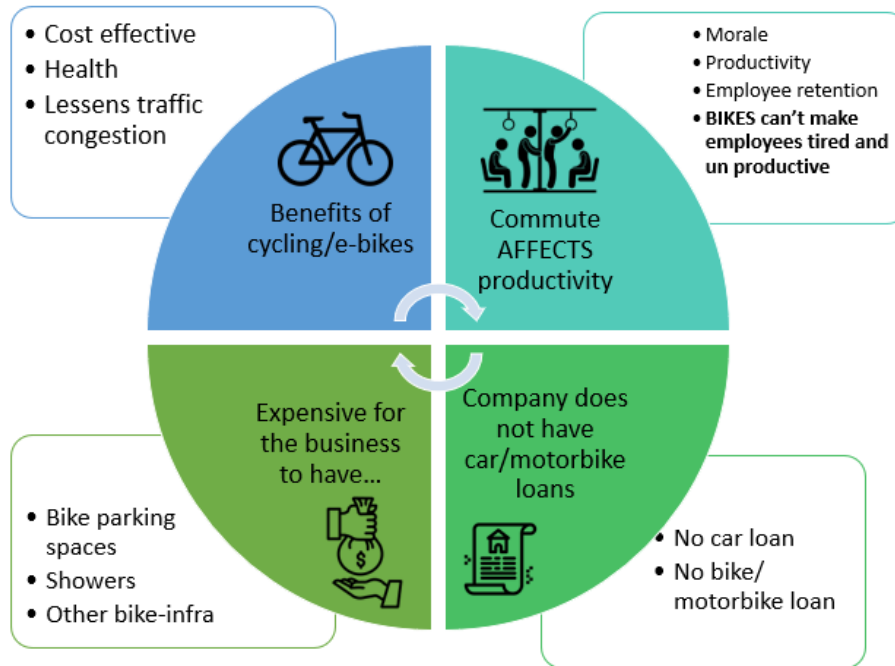 • Cost effective
• Health
• Lessens traffic
congestion
Benefits of
cycling/e-bikes
• Morale
• Productivity
• Employee retention
• BIKES can't make
employees tired and
un productive
Commute
AFFECTS
productivity
Expensive for
the business
to have...
$
• Bike parking
spaces
• Showers
• Other bike-infra
Company does
not have
car/motorbike
loans
• No car loan
• No bike/
motorbike loan